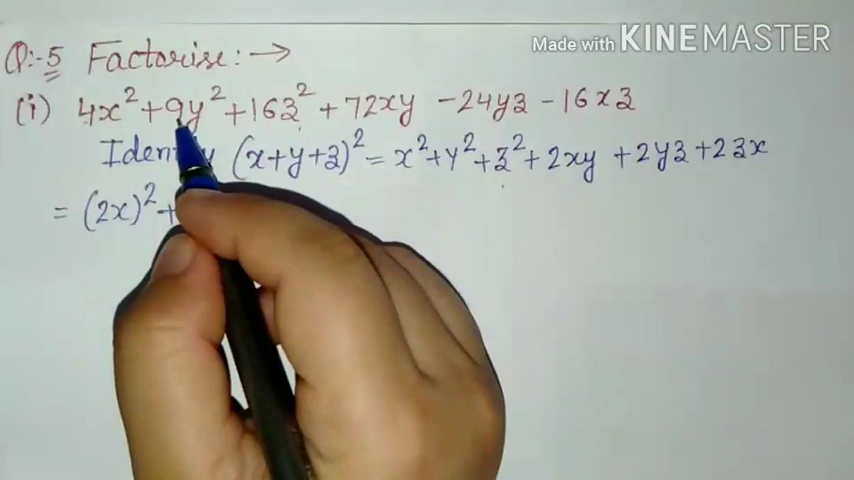 Made with KINEMASTER
Q:-5 Factorise:→
(i) 4x² + 9y² + 16z² + 72xy - 24yz - 16xz
(x+y+z)² = x² + y² + z² + 2xy + 2yz + 2zx
= (2x)² +